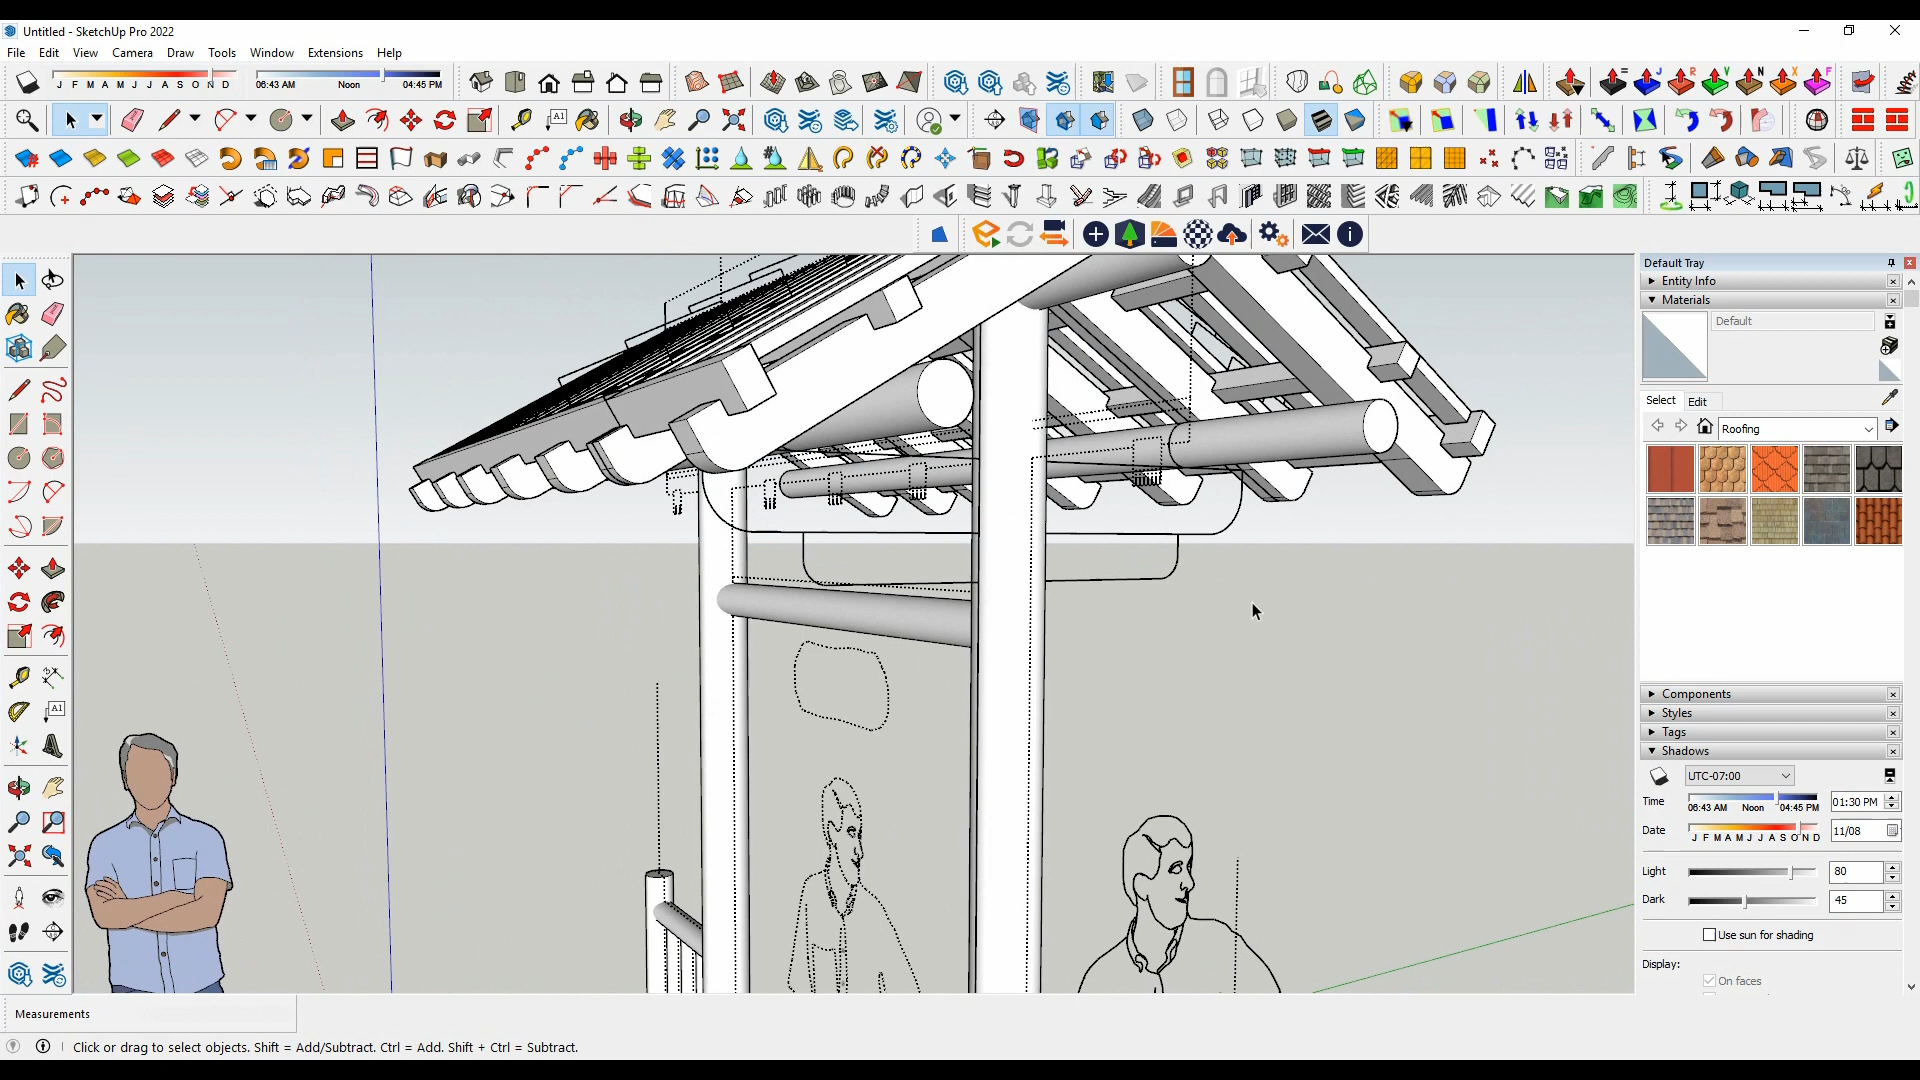 Untitled - SketchUp Pro 2022
File Edit View Camera Draw Tools Window Extensions Help
J F M A M J J A S O N D 06:43 AM Noon 04:45 PM
A1
Default Tray
Entity Info
Materials
Default
Select Edit
Roofing
A1
Components
Styles
Tags
Shadows
UTC-07:00
Time 06:43 AM Noon 04:45 PM 01:30 PM
Date J F M A M J J A S O N D 11/08
Light 80
Dark 45
Use sun for shading
Display:
On faces
Measurements
Click or drag to select objects. Shift = Add/Subtract. Ctrl = Add. Shift + Ctrl = Subtract.